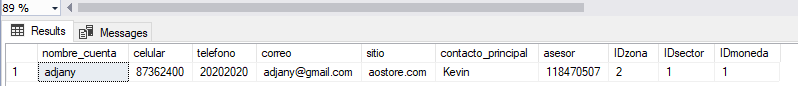 89 %
Results Messages
nombre_cuenta celular telefono correo sitio contacto_principal asesor IDzona IDsector IDmoneda
1 adjany 87362400 20202020 adjany@gmail.com aostore.com Kevin 118470507 2 1 1